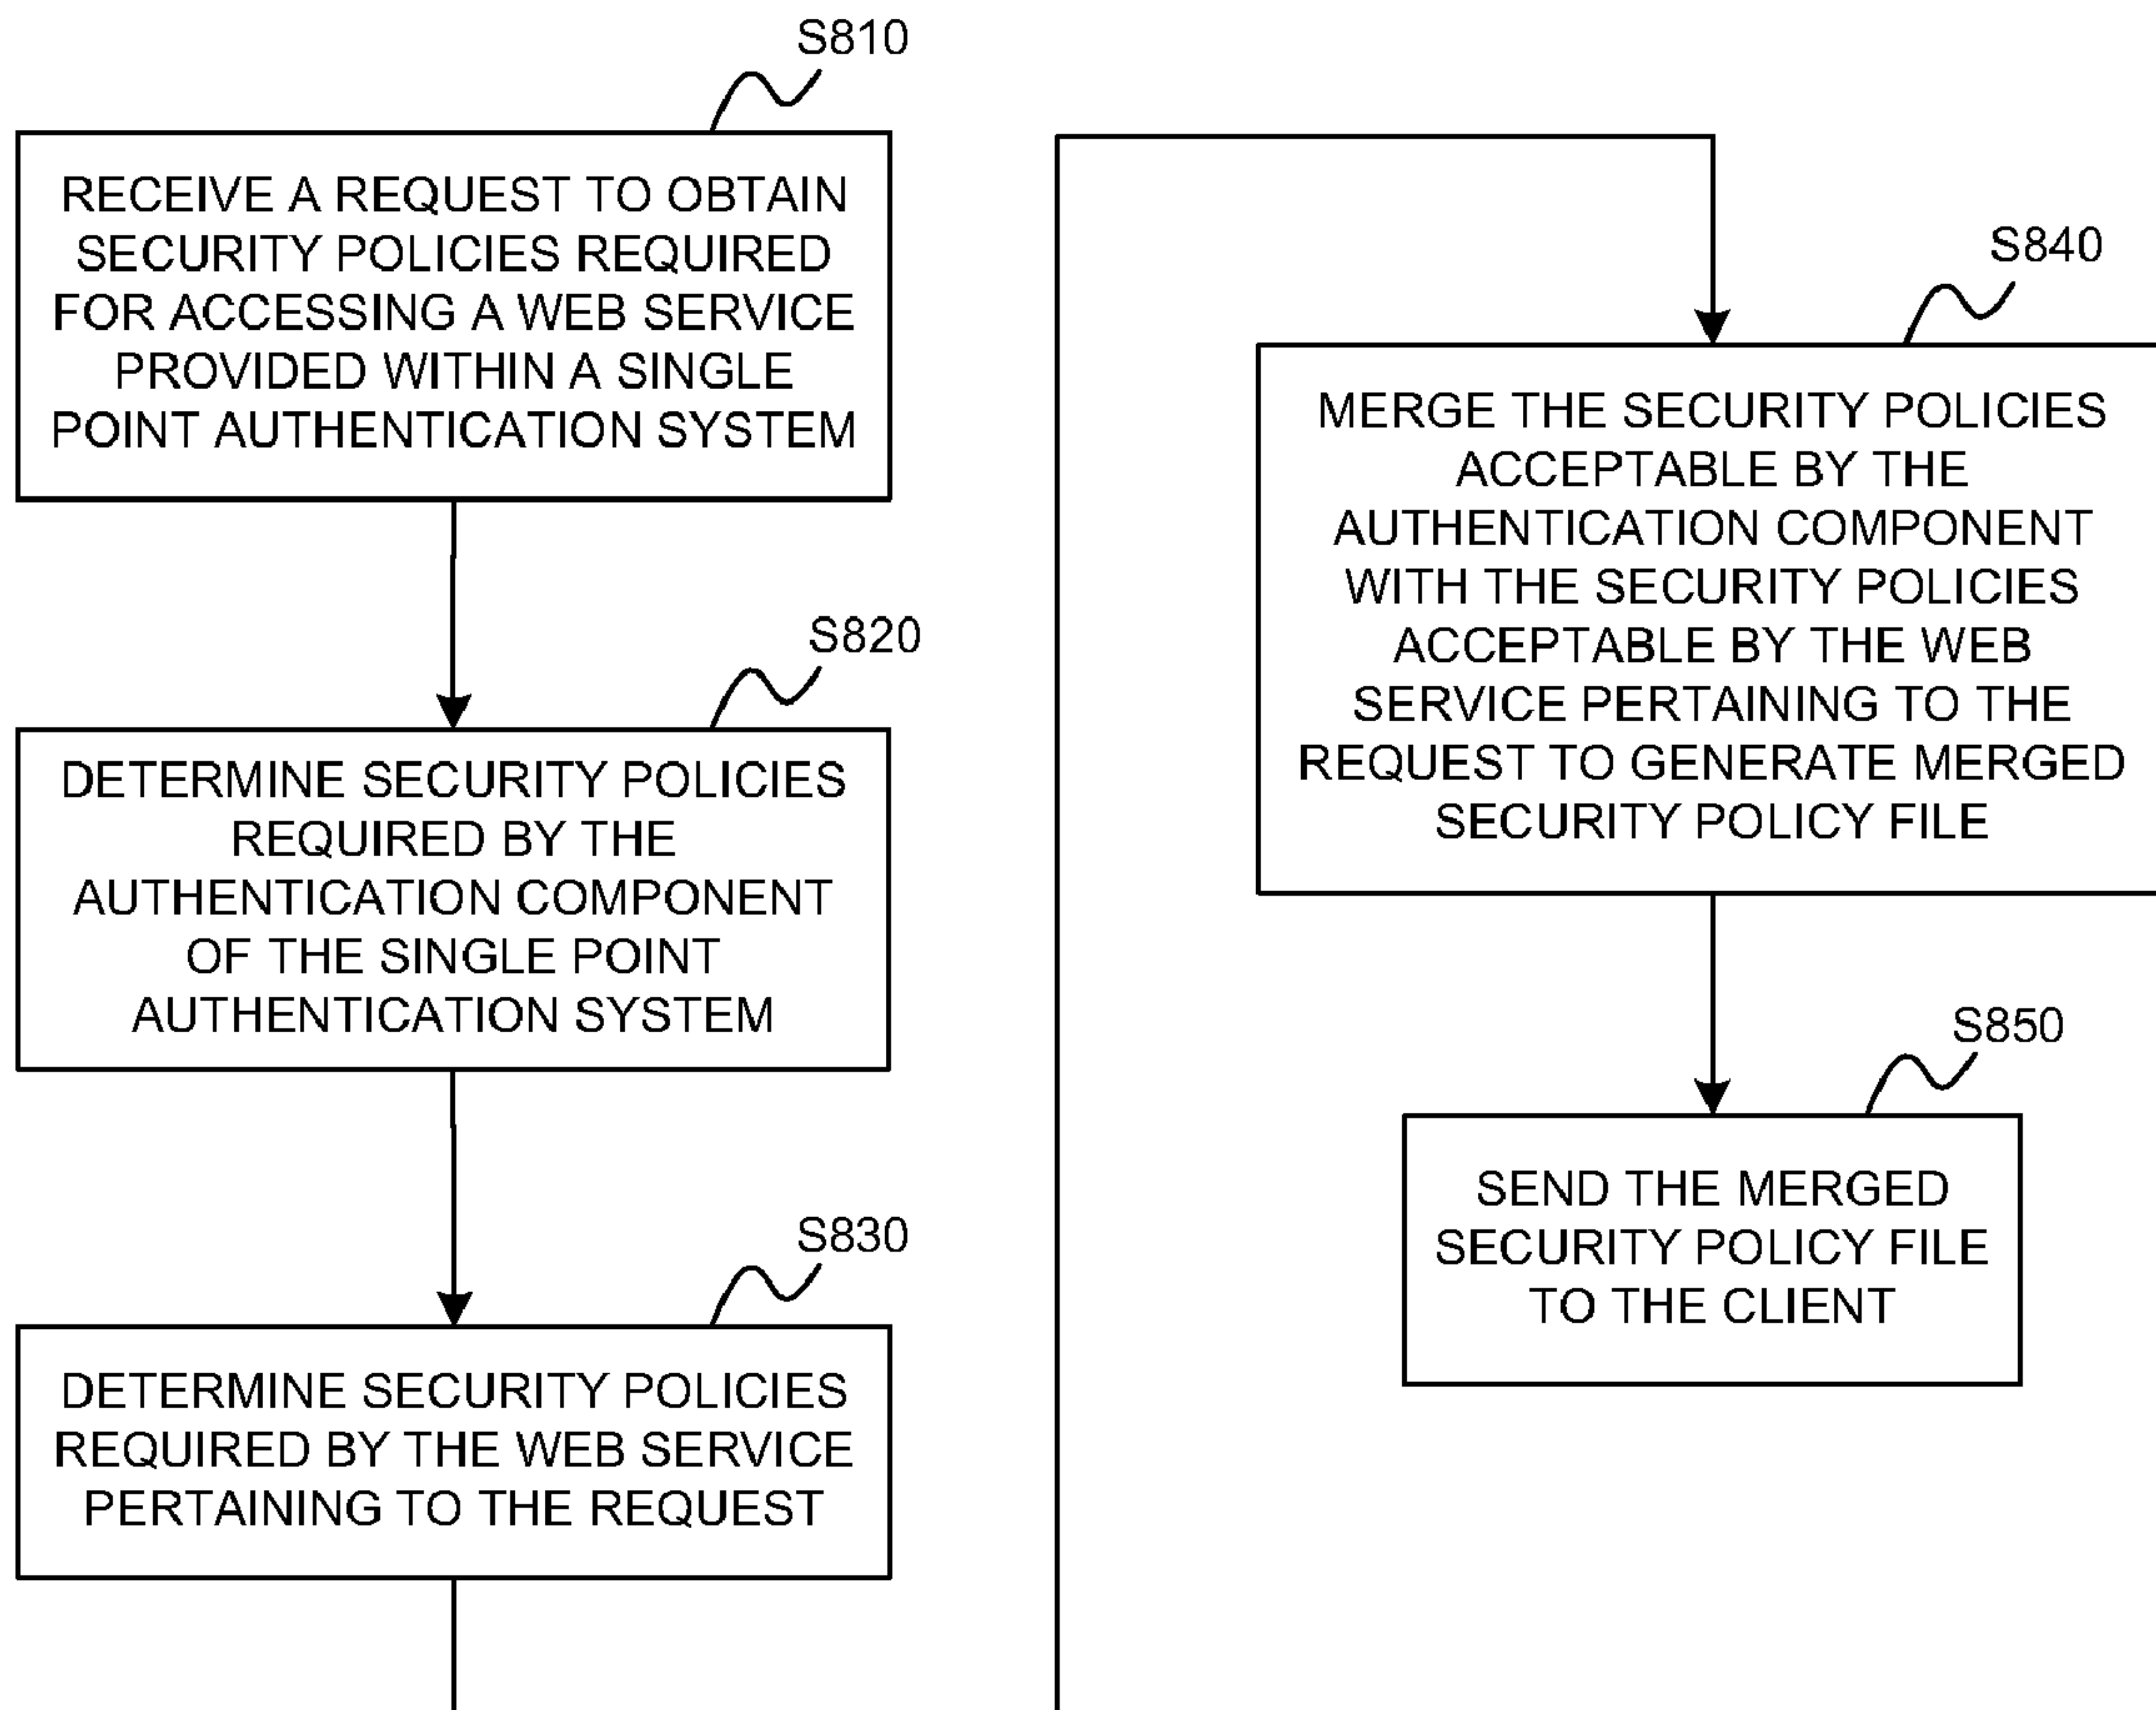 S810
RECEIVE A REQUEST TO OBTAIN
SECURITY POLICIES REQUIRED
FOR ACCESSING A WEB SERVICE
PROVIDED WITHIN A SINGLE
POINT AUTHENTICATION SYSTEM
S820
DETERMINE SECURITY POLICIES
REQUIRED BY THE
AUTHENTICATION COMPONENT
OF THE SINGLE POINT
AUTHENTICATION SYSTEM
S830
DETERMINE SECURITY POLICIES
REQUIRED BY THE WEB SERVICE
PERTAINING TO THE REQUEST
S840
MERGE THE SECURITY POLICIES
ACCEPTABLE BY THE
AUTHENTICATION COMPONENT
WITH THE SECURITY POLICIES
ACCEPTABLE BY THE WEB
SERVICE PERTAINING TO THE
REQUEST TO GENERATE MERGED
SECURITY POLICY FILE
S850
SEND THE MERGED
SECURITY POLICY FILE
TO THE CLIENT